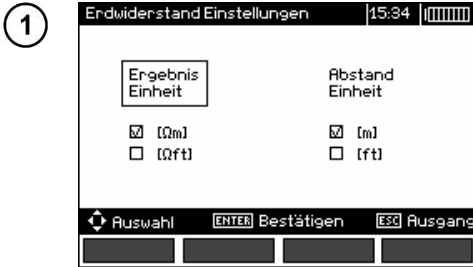 1
Erdwiderstand Einstellungen 15:34
Ergebnis Einheit
Abstand Einheit
[Ωm]
[m]
[Ωft]
[ft]
Auswahl ENTER Bestätigen ESC Ausgang